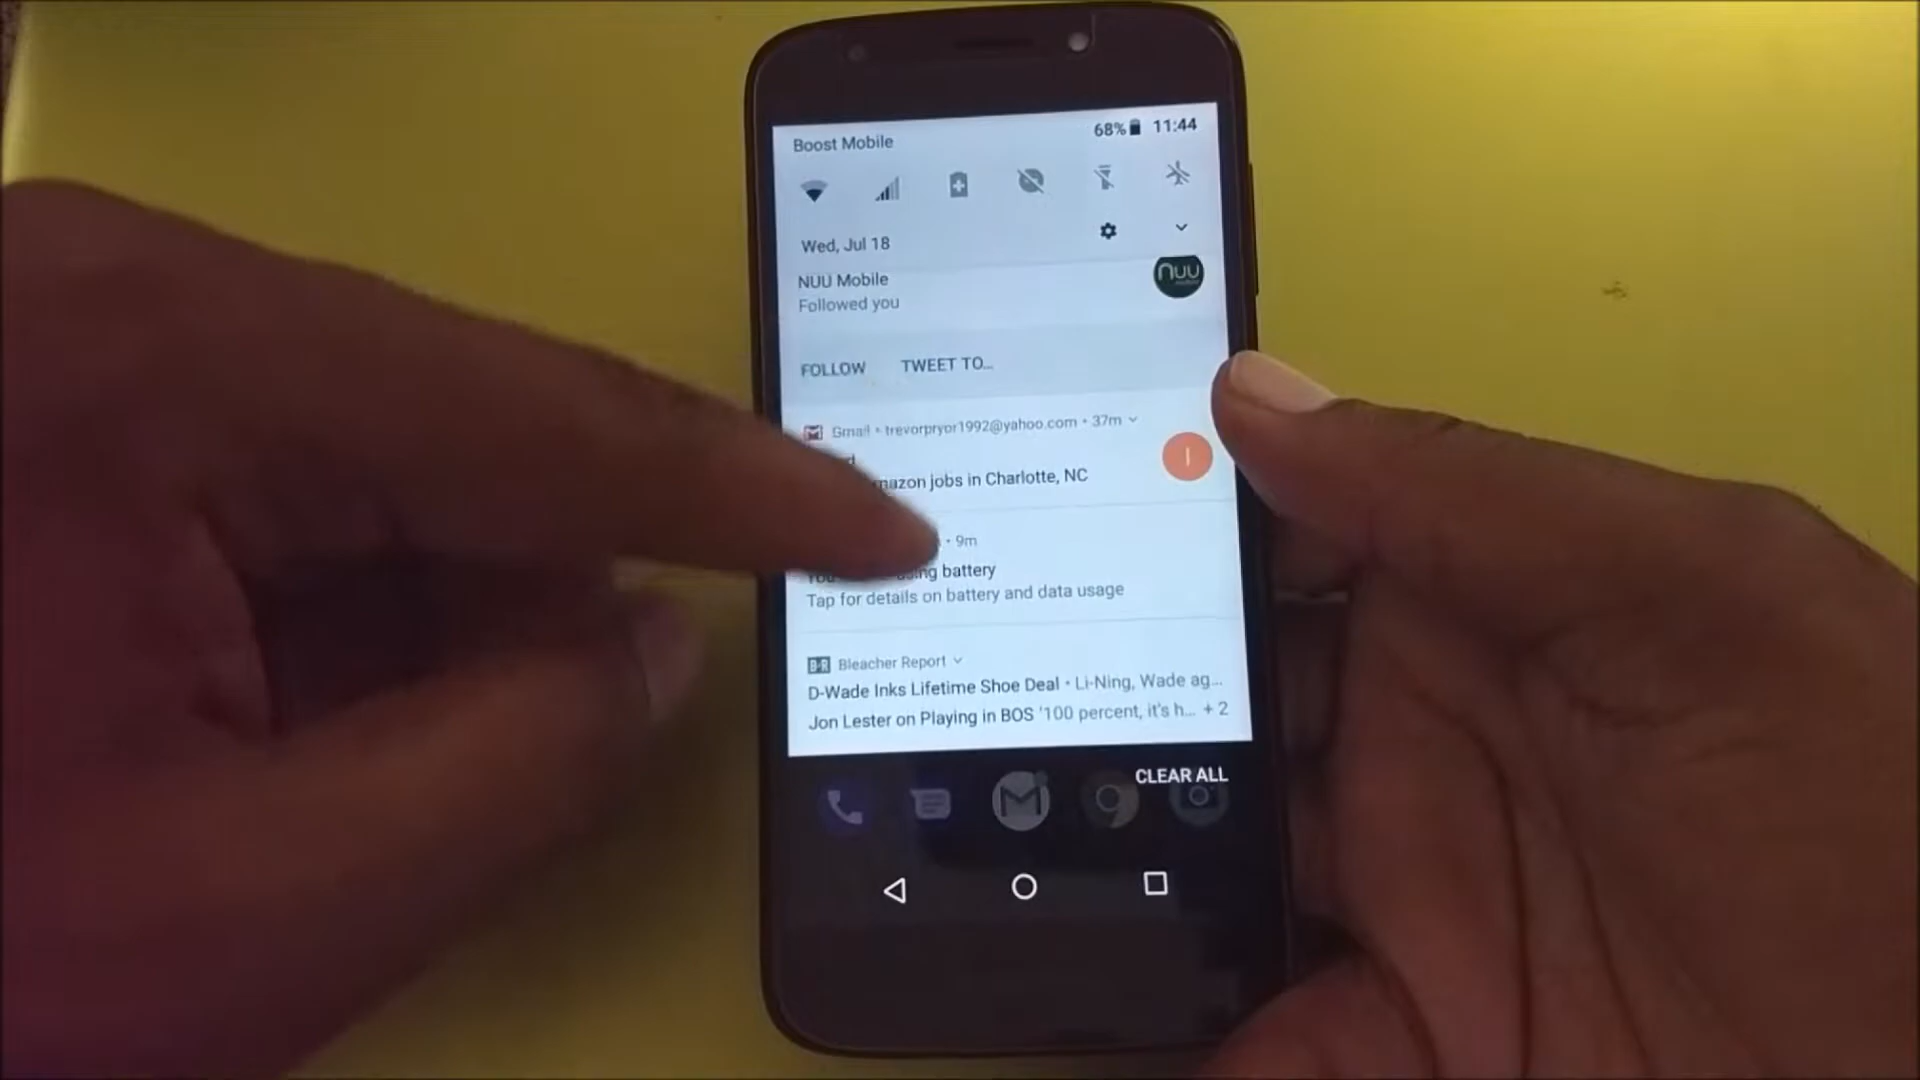 Boost Mobile
68% 11:44
Wed, Jul 18
NUU Mobile
nuu
Followed you
FOLLOW TWEET TO...
Gmail • trevorpryor1992@yahoo.com • 37m
jobs in Charlotte, NC
• 9m
battery
Tap for details on battery and data usage
B·R Bleacher Report
D-Wade Inks Lifetime Shoe Deal • Li-Ning, Wade ag...
Jon Lester on Playing in BOS '100 percent, it's h... + 2
CLEAR ALL